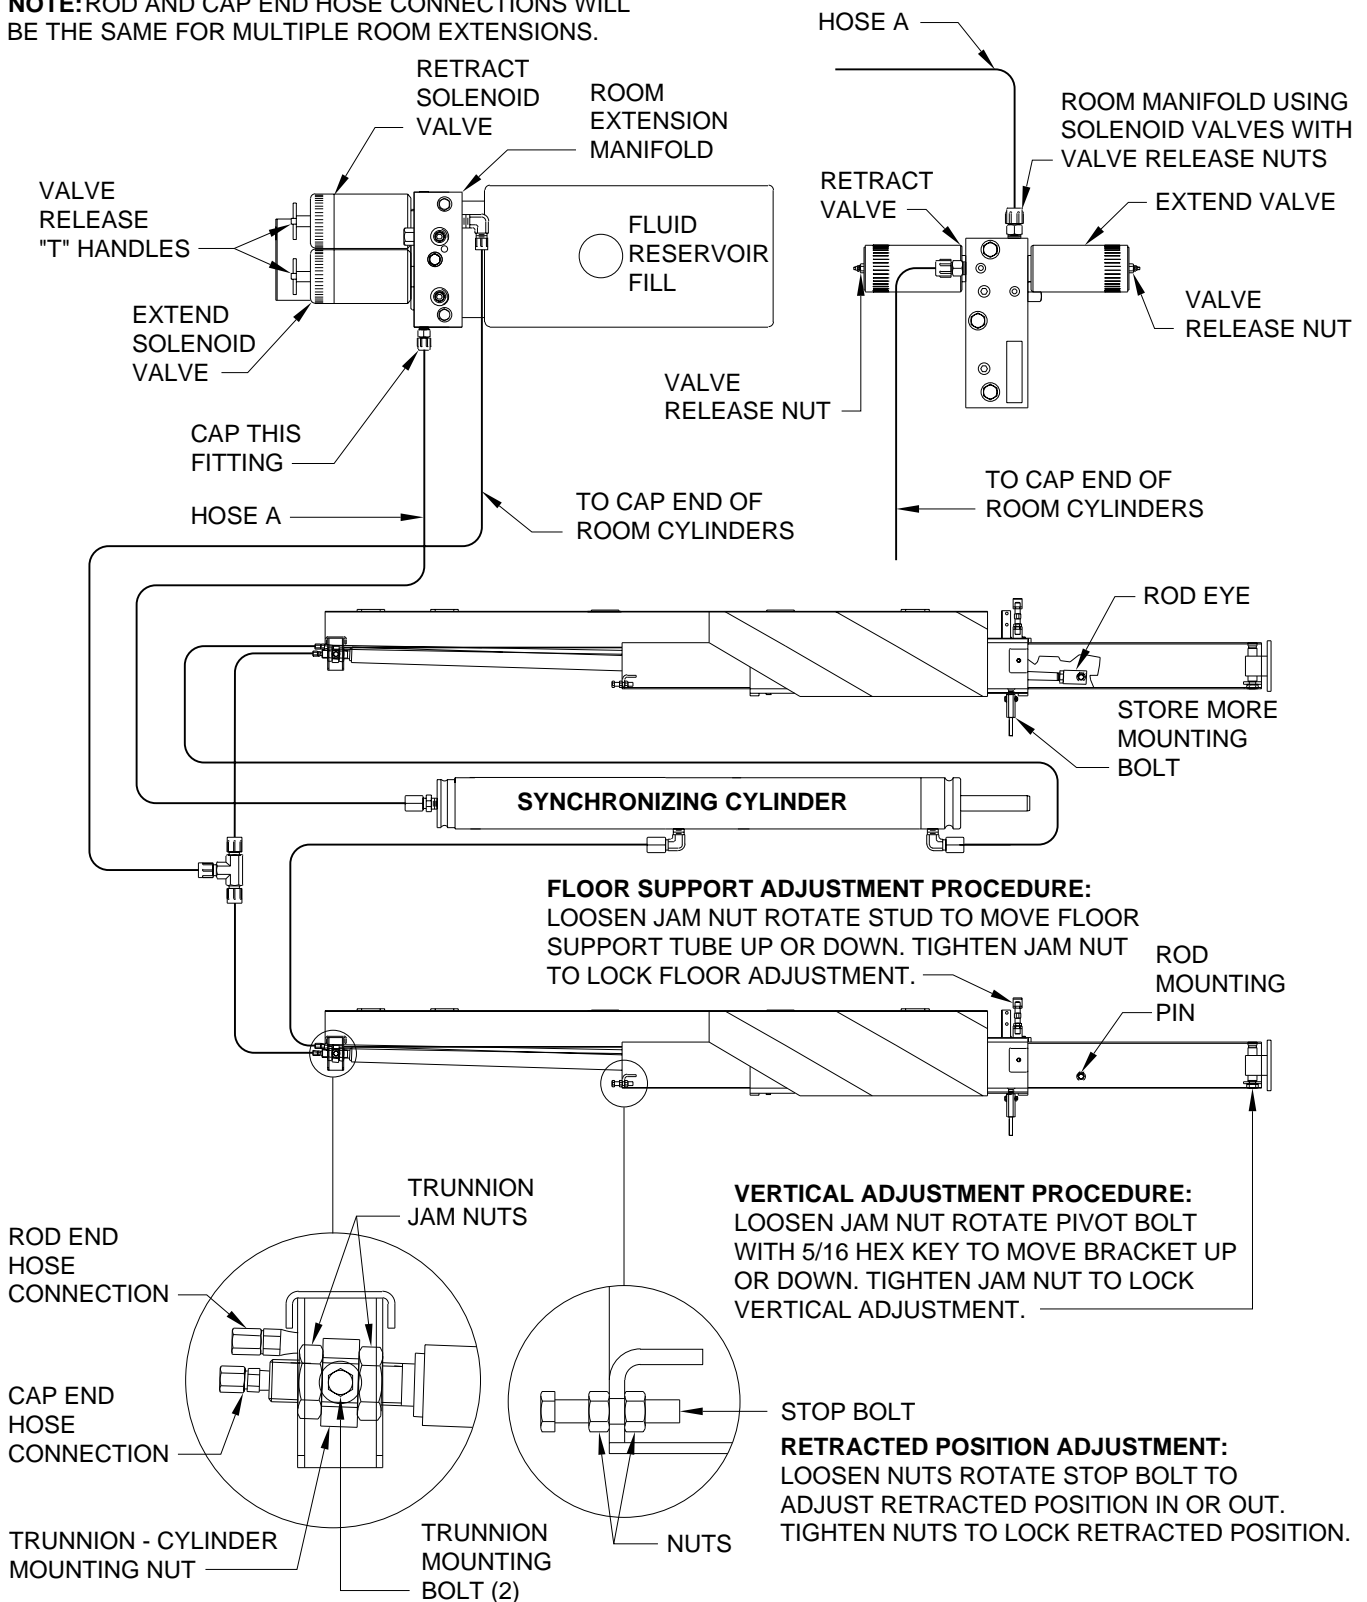 NOTE: ROD AND CAP END HOSE CONNECTIONS WILL
BE THE SAME FOR MULTIPLE ROOM EXTENSIONS.
HOSE A
RETRACT
SOLENOID
VALVE
ROOM
EXTENSION
MANIFOLD
ROOM MANIFOLD USING
SOLENOID VALVES WITH
VALVE RELEASE NUTS
VALVE
RELEASE
"T" HANDLES
RETRACT
VALVE
EXTEND VALVE
FLUID
RESERVOIR
FILL
EXTEND
SOLENOID
VALVE
VALVE
RELEASE NUT
VALVE
RELEASE NUT
CAP THIS
FITTING
HOSE A
TO CAP END OF
ROOM CYLINDERS
TO CAP END OF
ROOM CYLINDERS
ROD EYE
STORE MORE
MOUNTING
BOLT
SYNCHRONIZING CYLINDER
FLOOR SUPPORT ADJUSTMENT PROCEDURE:
LOOSEN JAM NUT ROTATE STUD TO MOVE FLOOR
SUPPORT TUBE UP OR DOWN. TIGHTEN JAM NUT
TO LOCK FLOOR ADJUSTMENT.
ROD
MOUNTING
PIN
TRUNNION
JAM NUTS
VERTICAL ADJUSTMENT PROCEDURE:
LOOSEN JAM NUT ROTATE PIVOT BOLT
WITH 5/16 HEX KEY TO MOVE BRACKET UP
OR DOWN. TIGHTEN JAM NUT TO LOCK
VERTICAL ADJUSTMENT.
ROD END
HOSE
CONNECTION
CAP END
HOSE
CONNECTION
STOP BOLT
RETRACTED POSITION ADJUSTMENT:
LOOSEN NUTS ROTATE STOP BOLT TO
ADJUST RETRACTED POSITION IN OR OUT.
TIGHTEN NUTS TO LOCK RETRACTED POSITION.
TRUNNION - CYLINDER
MOUNTING NUT
TRUNNION
MOUNTING
BOLT (2)
NUTS